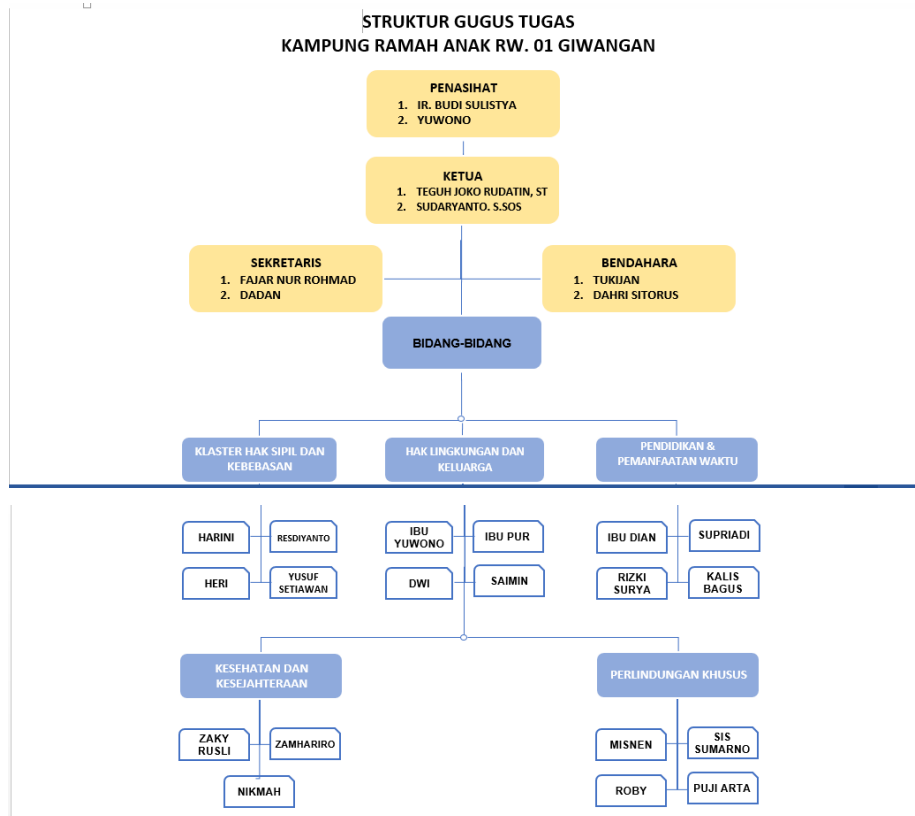 STRUKTUR GUGUS TUGAS
KAMPUNG RAMAH ANAK RW. 01 GIWANGAN
PENASIHAT
1. IR. BUDI SULISTYA
2. YUWONO
KETUA
1. TEGUH JOKO RUDATIN, ST
2. SUDARYANTO. S.SOS
SEKRETARIS
1. FAJAR NUR ROHMAD
2. DADAN
BENDAHARA
1. TUKIJAN
2. DAHRI SITORUS
BIDANG-BIDANG
KLASTER HAK SIPIL DAN
KEBEBASAN
HAK LINGKUNGAN DAN
KELUARGA
PENDIDIKAN &
PEMANFAATAN WAKTU
HARINI
RESDIYANTO
HERI
YUSUF
SETIAWAN
IBU
YUWONO
IBU PUR
DWI
SAIMIN
IBU DIAN
SUPRIADI
RIZKI
SURYA
KALIS
BAGUS
KESEHATAN DAN
KESEJAHTERAAN
PERLINDUNGAN KHUSUS
ZAKY
RUSLI
ZAMHARIRO
NIKMAH
MISNEN
SIS
SUMARNO
ROBY
PUJI ARTA